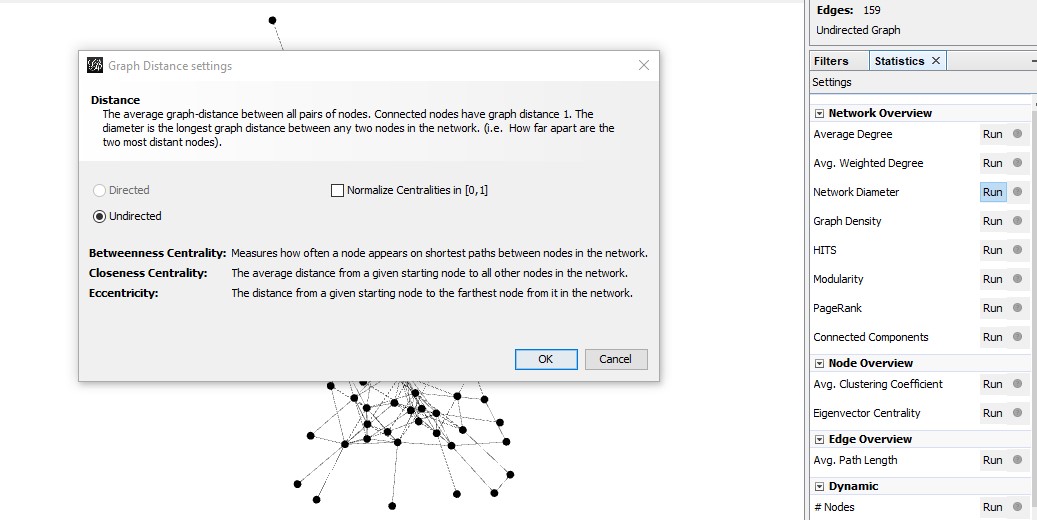 Edges: 159
Undirected Graph
Graph Distance settings
Distance
The average graph-distance between all pairs of nodes. Connected nodes have graph distance 1. The
diameter is the longest graph distance between any two nodes in the network. (i.e. How far apart are the
two most distant nodes).
Directed
Normalize Centralities in [0,1]
Undirected
Betweenness Centrality: Measures how often a node appears on shortest paths between nodes in the network.
Closeness Centrality: The average distance from a given starting node to all other nodes in the network.
Eccentricity: The distance from a given starting node to the farthest node from it in the network.
OK
Cancel
Filters
Statistics
Settings
Network Overview
Average Degree Run
Avg. Weighted Degree Run
Network Diameter Run
Graph Density Run
HITS Run
Modularity Run
PageRank Run
Connected Components Run
Node Overview
Avg. Clustering Coefficient Run
Eigenvector Centrality Run
Edge Overview
Avg. Path Length Run
Dynamic
# Nodes Run